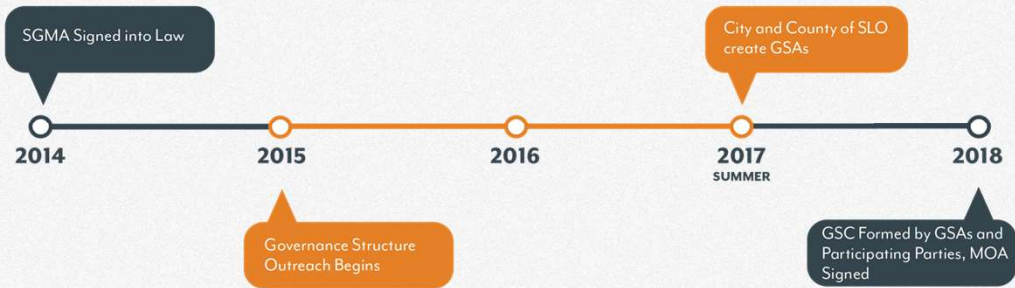 SGMA Signed into Law
City and County of SLO
create GSAs
2014
2015
2016
2017
SUMMER
2018
Governance Structure
Outreach Begins
GSC Formed by GSAs and
Participating Parties, MOA
Signed